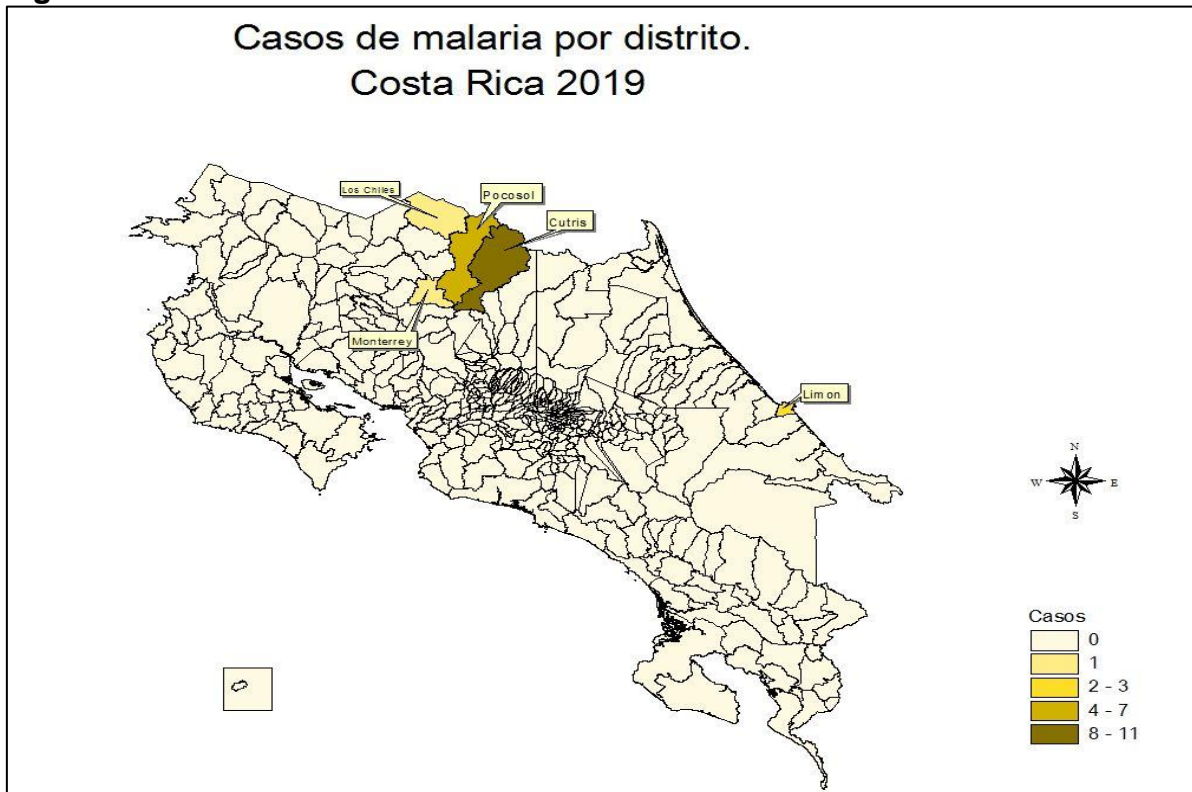 Casos de malaria por distrito.
Costa Rica 2019
Los Chiles
Pocosol
Cutris
Monterrey
Limon
N
W
E
S
Casos
0
1
2 - 3
4 - 7
8 - 11